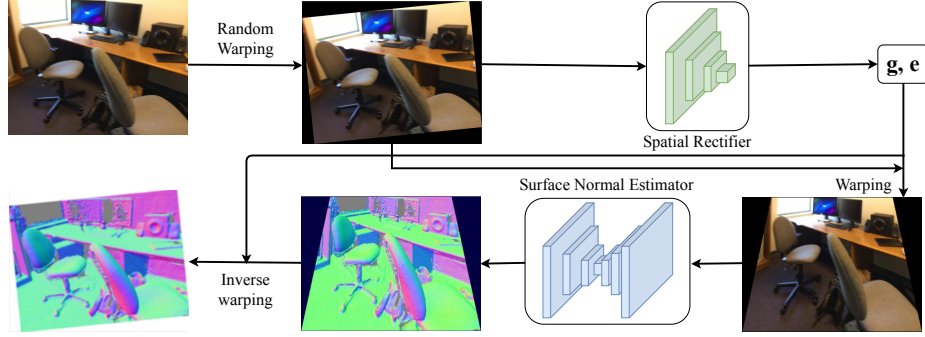 Random
Warping
g, e
Spatial Rectifier
Surface Normal Estimator
Warping
Inverse
warping